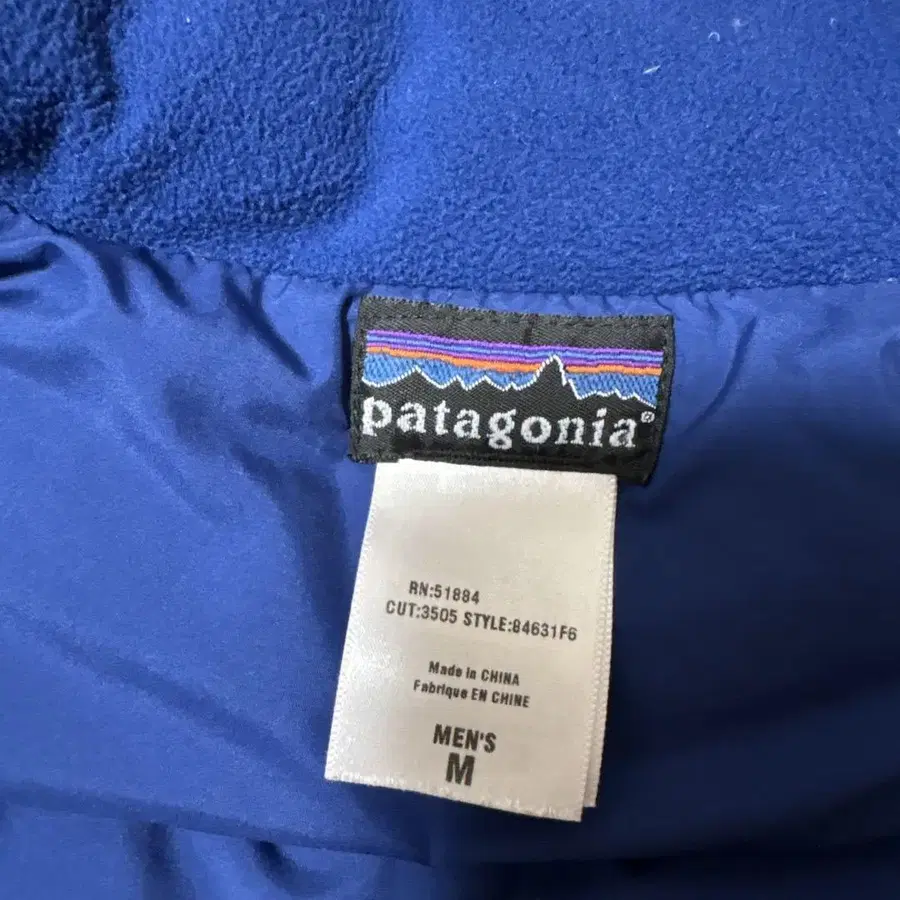 patagonia®
RN:51884
CUT:3505 STYLE:84631F6
Made in CHINA
Fabrique EN CHINE
MEN'S
M